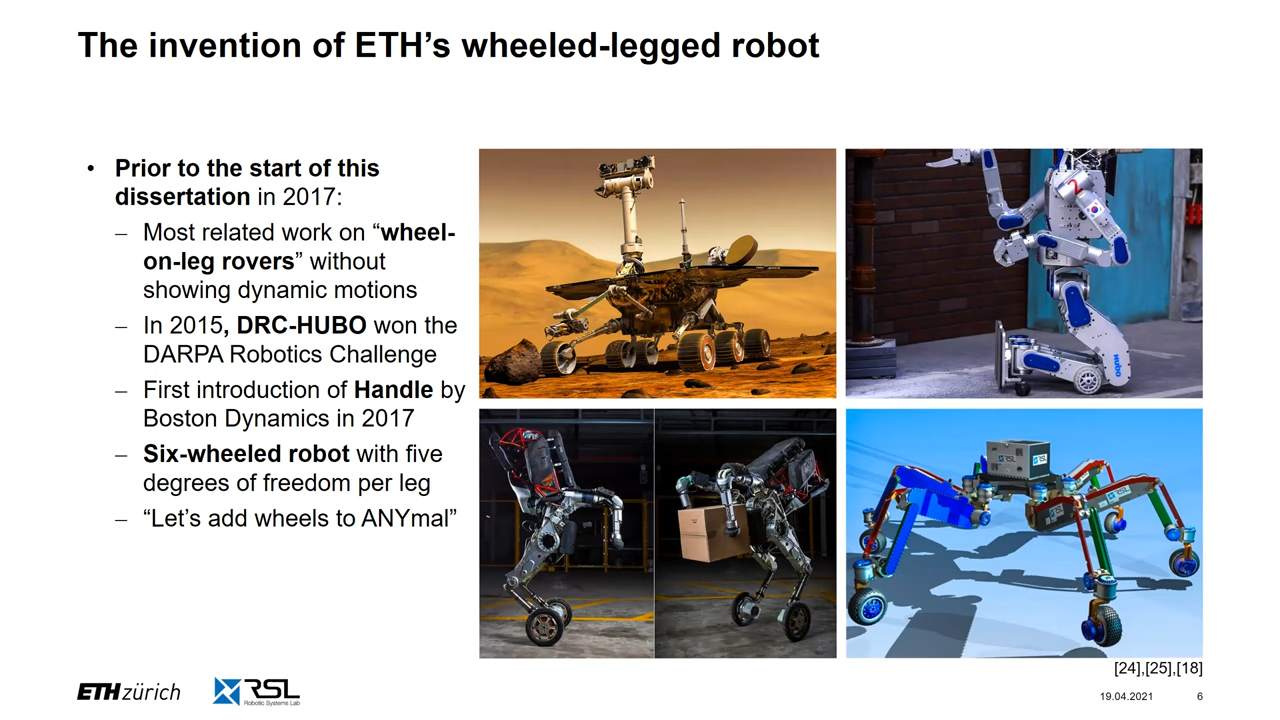 The invention of ETH’s wheeled-legged robot
• Prior to the start of this
dissertation in 2017:
– Most related work on “wheel-
on-leg rovers” without
showing dynamic motions
– In 2015, DRC-HUBO won the
DARPA Robotics Challenge
– First introduction of Handle by
Boston Dynamics in 2017
– Six-wheeled robot with five
degrees of freedom per leg
– “Let’s add wheels to ANYmal”
2
HUBO
RSL
RSL
RSL
RSL
[24],[25],[18]
ETH zürich
RSL
Robotic Systems Lab
19.04.2021
6